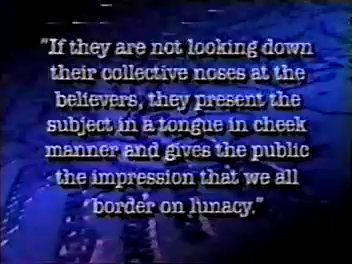 "If they are not looking down
their collective noses at the
believers, they present the
subject in a tongue in cheek
manner and gives the public
the impression that we all
border on lunacy."